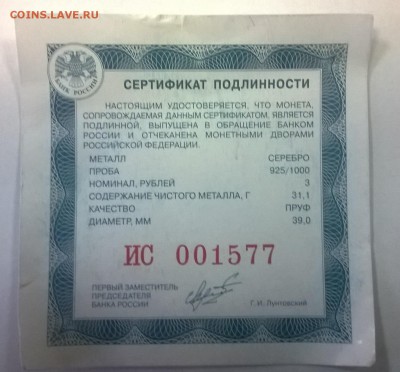 COINS.LAVE.RU
БАНК РОССИИ
СЕРТИФИКАТ ПОДЛИННОСТИ
НАСТОЯЩИМ УДОСТОВЕРЯЕТСЯ, ЧТО МОНЕТА,
СОПРОВОЖДАЕМАЯ ДАННЫМ СЕРТИФИКАТОМ, ЯВЛЯЕТСЯ
ПОДЛИННОЙ, ВЫПУЩЕНА В ОБРАЩЕНИЕ БАНКОМ
РОССИИ И ОТЧЕКАНЕНА МОНЕТНЫМИ ДВОРАМИ
РОССИЙСКОЙ ФЕДЕРАЦИИ.
МЕТАЛЛ СЕРЕБРО
ПРОБА 925/1000
НОМИНАЛ, РУБЛЕЙ 3
СОДЕРЖАНИЕ ЧИСТОГО МЕТАЛЛА, Г 31,1
КАЧЕСТВО ПРУФ
ДИАМЕТР, ММ 39,0
ИС 001577
ПЕРВЫЙ ЗАМЕСТИТЕЛЬ
ПРЕДСЕДАТЕЛЯ
БАНКА РОССИИ Г.И. Лунтовский